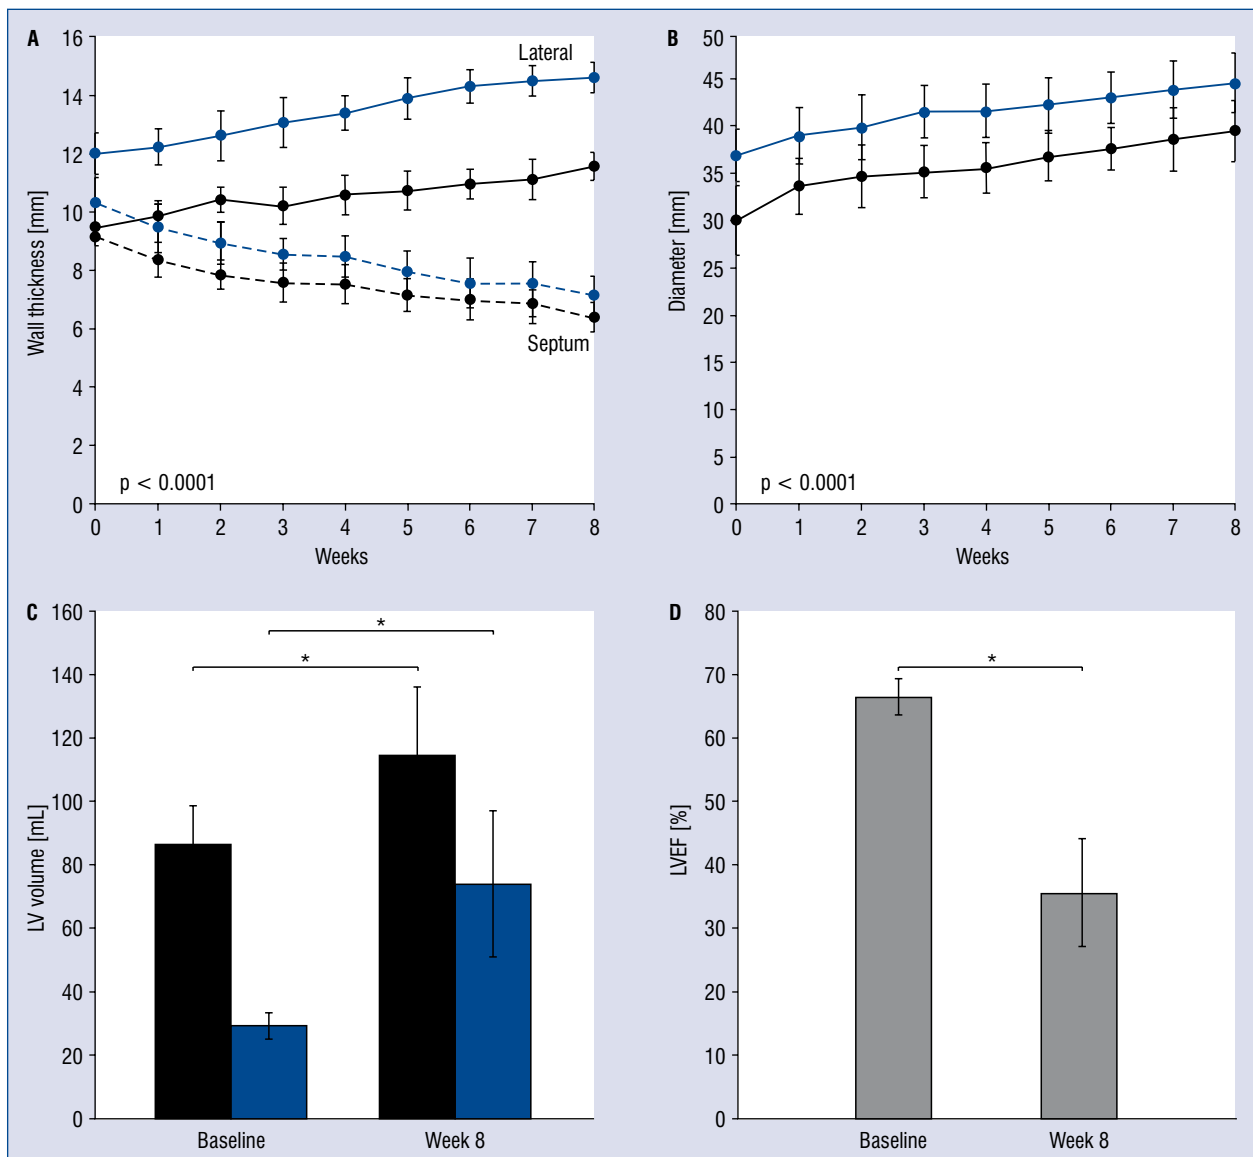 A
Wall thickness [mm]
16
14
12
10
8
6
4
2
0
Lateral
Septum
p < 0.0001
0 1 2 3 4 5 6 7 8
Weeks
B
Diameter [mm]
50
45
40
35
30
25
20
15
10
5
0
p < 0.0001
0 1 2 3 4 5 6 7 8
Weeks
C
LV volume [mL]
160
140
120
100
80
60
40
20
0
*
*
Baseline Week 8
D
LVEF [%]
80
70
60
50
40
30
20
10
0
*
Baseline Week 8